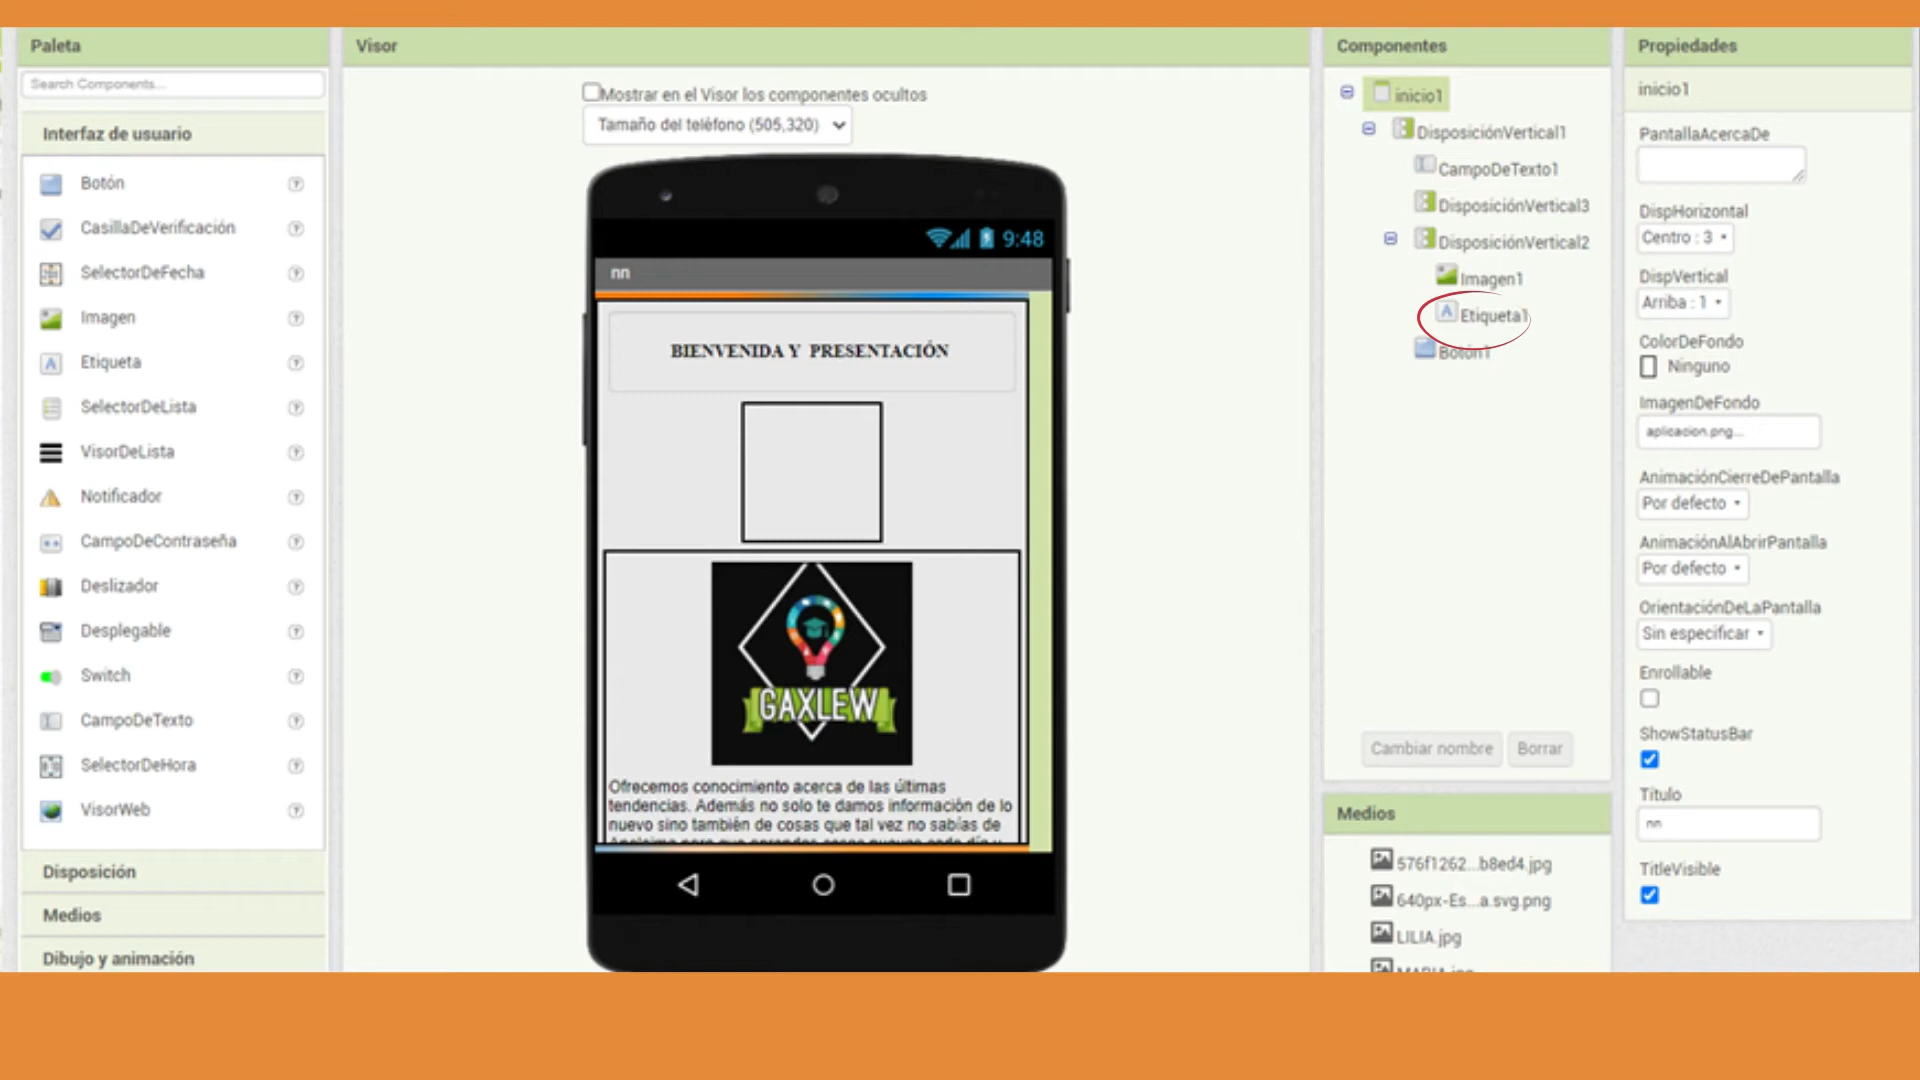 Paleta
Search Components...
Interfaz de usuario
Botón
CasillaDeVerificación
SelectorDeFecha
Imagen
Etiqueta
SelectorDeLista
VisorDeLista
Notificador
CampoDeContraseña
Deslizador
Desplegable
Switch
CampoDeTexto
SelectorDeHora
VisorWeb
Disposición
Medios
Dibujo y animación
Visor
Mostrar en el Visor los componentes ocultos
Tamaño del teléfono (505,320)
9:48
nn
BIENVENIDA Y PRESENTACIÓN
GAXLEW
Ofrecemos conocimiento acerca de las últimas
tendencias. Además no solo te damos información de lo
nuevo sino también de cosas que tal vez no sabías de
Componentes
inicio1
DisposiciónVertical1
CampoDeTexto1
DisposiciónVertical3
DisposiciónVertical2
Imagen1
Etiqueta1
Botón1
Cambiar nombre
Borrar
Medios
576f1262...b8ed4.jpg
640px-Es...a.svg.png
LILIA.jpg
Propiedades
inicio1
PantallaAcercaDe
DispHorizontal
Centro : 3
DispVertical
Arriba : 1
ColorDeFondo
Ninguno
ImagenDeFondo
aplicacion.png...
AnimaciónCierreDePantalla
Por defecto
AnimaciónAlAbrirPantalla
Por defecto
OrientaciónDeLaPantalla
Sin especificar
Enrollable
ShowStatusBar
Título
nn
TitleVisible